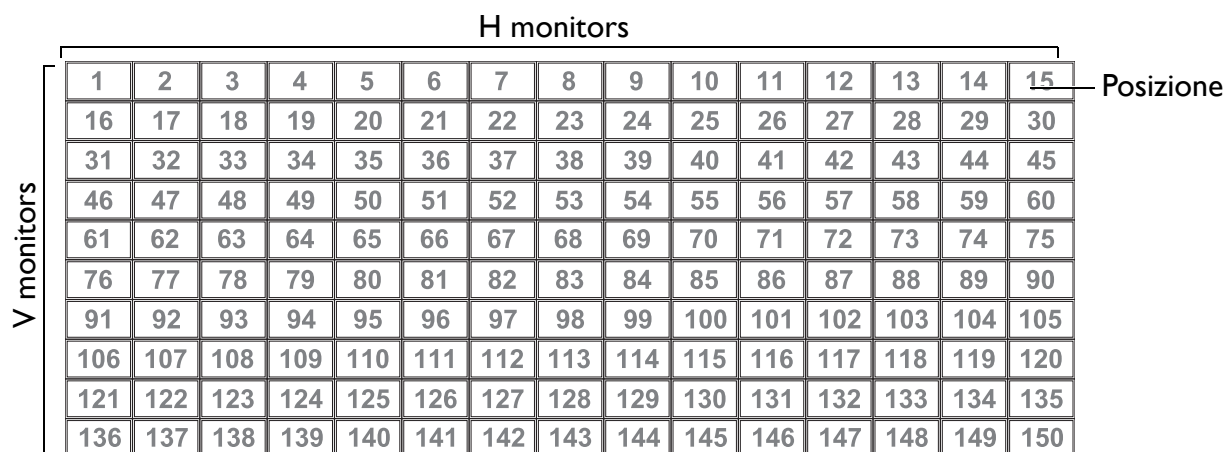 H monitors
1 2 3 4 5 6 7 8 9 10 11 12 13 14 15 Posizione
16 17 18 19 20 21 22 23 24 25 26 27 28 29 30
31 32 33 34 35 36 37 38 39 40 41 42 43 44 45
46 47 48 49 50 51 52 53 54 55 56 57 58 59 60
61 62 63 64 65 66 67 68 69 70 71 72 73 74 75
76 77 78 79 80 81 82 83 84 85 86 87 88 89 90
91 92 93 94 95 96 97 98 99 100 101 102 103 104 105
106 107 108 109 110 111 112 113 114 115 116 117 118 119 120
121 122 123 124 125 126 127 128 129 130 131 132 133 134 135
136 137 138 139 140 141 142 143 144 145 146 147 148 149 150
V monitors